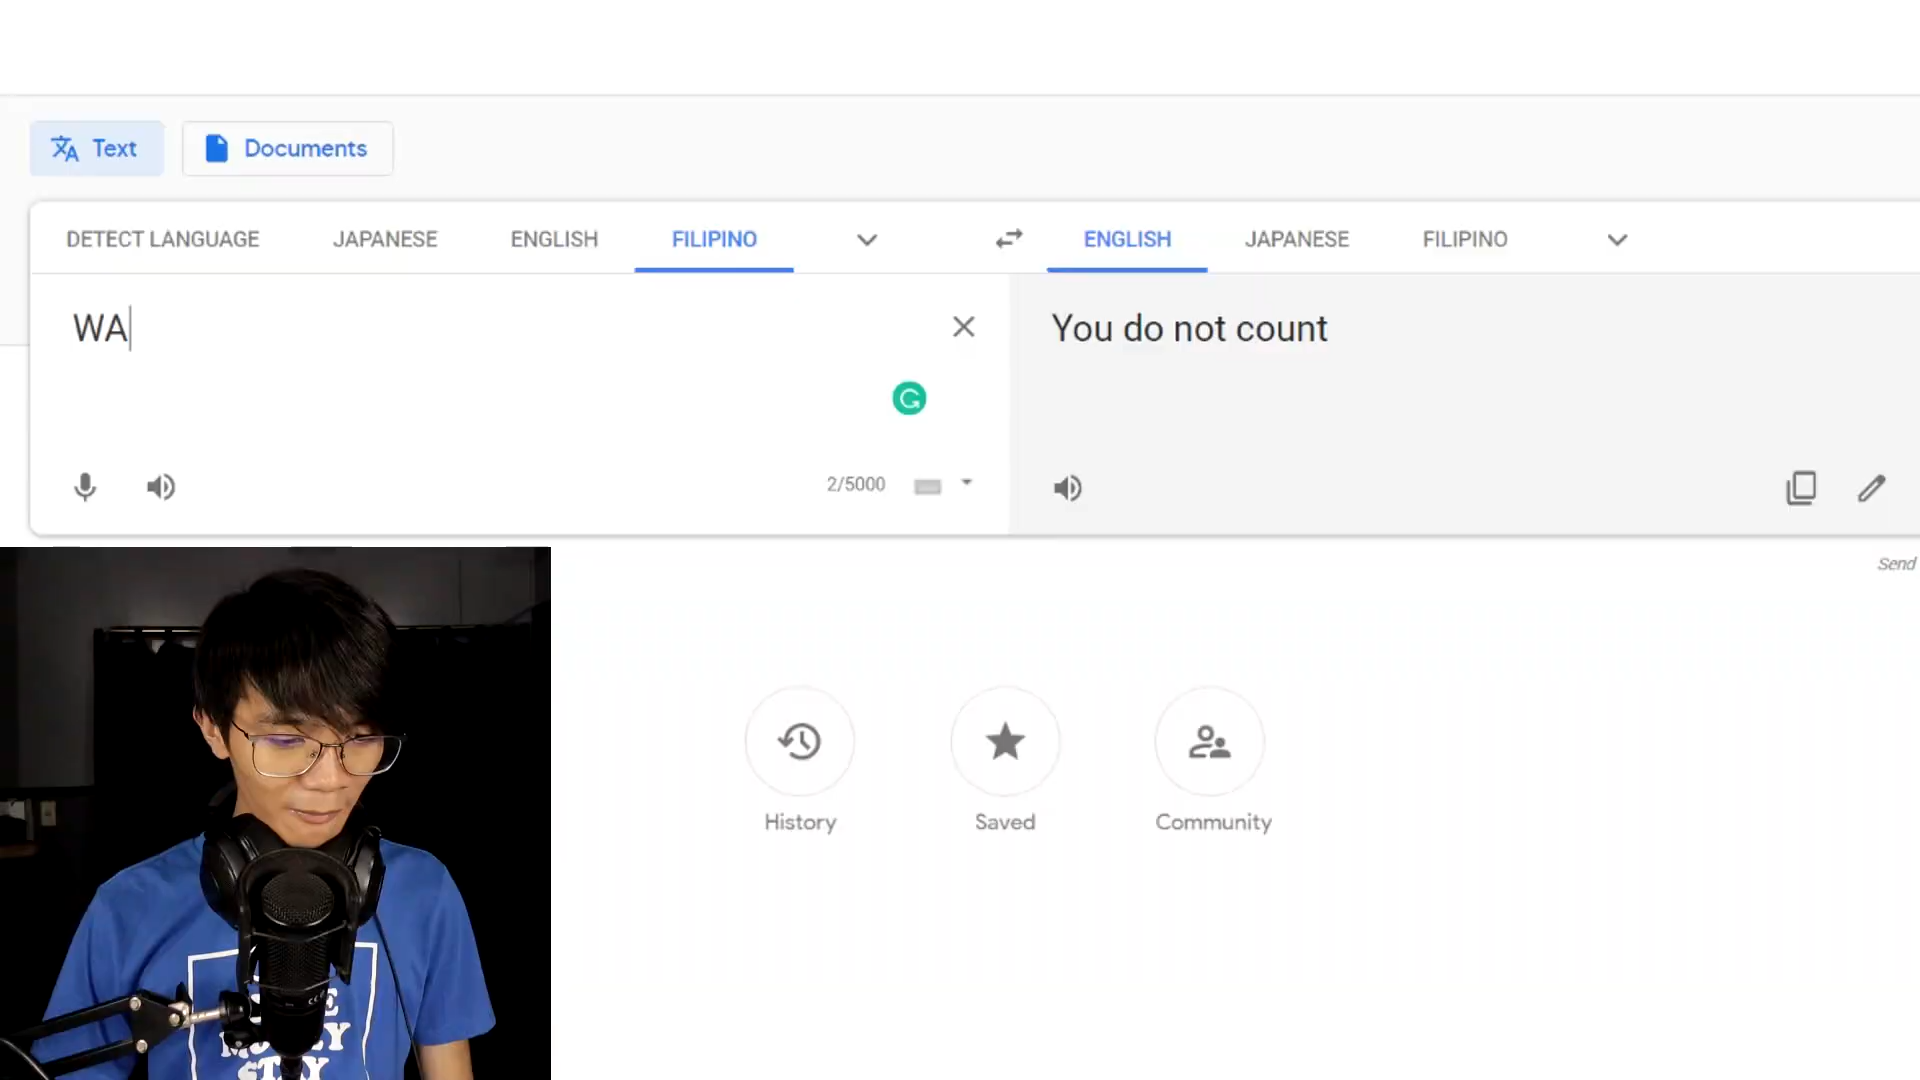 Text
Documents
DETECT LANGUAGE JAPANESE ENGLISH FILIPINO
ENGLISH JAPANESE FILIPINO
WA
You do not count
2/5000
Send
History
Saved
Community